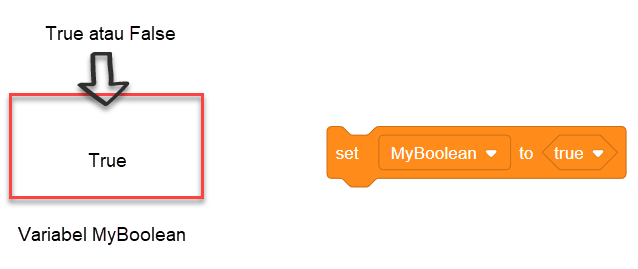 True atau False
True
Variabel MyBoolean
set MyBoolean to true